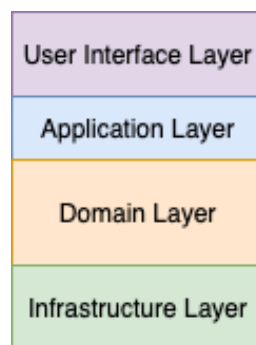 User Interface Layer
Application Layer
Domain Layer
Infrastructure Layer